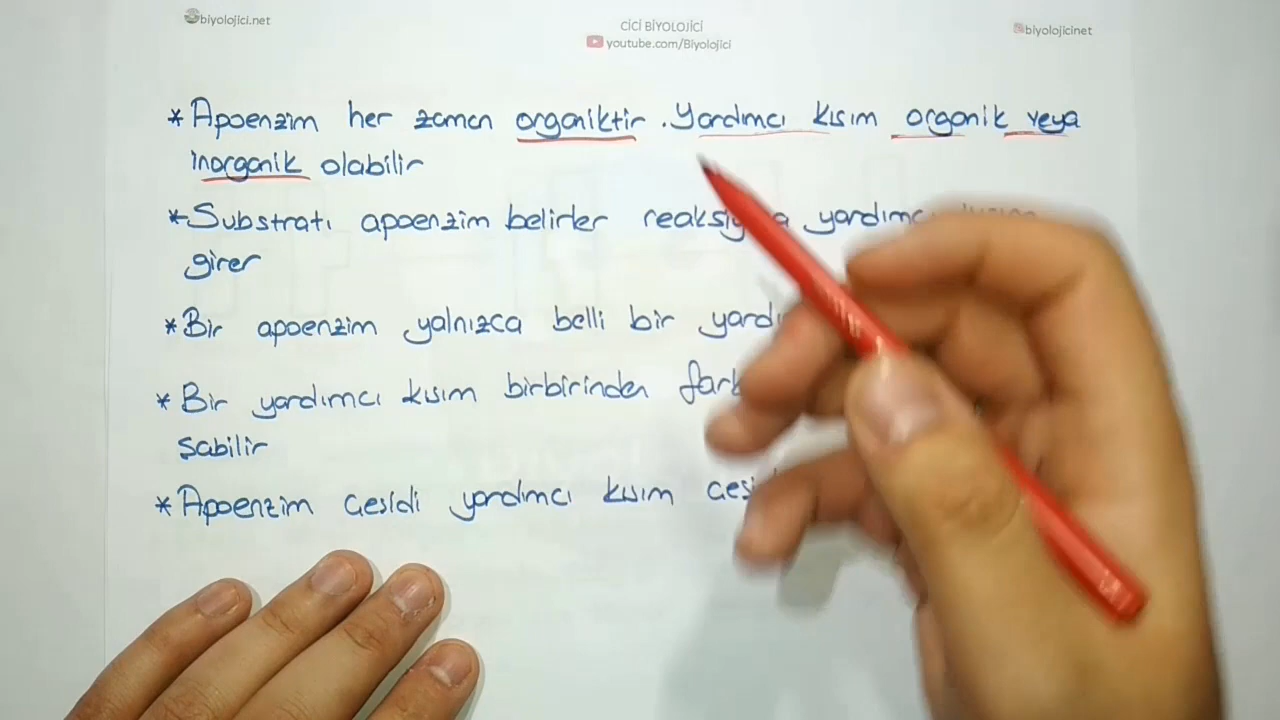 biyolojici.net
CİCİ BİYOLOJİCİ
youtube.com/Biyolojici
biyolojicinet
* Apoenzim her zaman organiktir. Yardımcı kısım organik veya
inorganik olabilir
* Substratı apoenzim belirler
girer
* Bir apoenzim yalnızca belli bir
* Bir yardımcı kısım birbirinden
sabilir
* Apoenzim çesidi yardımcı kısım